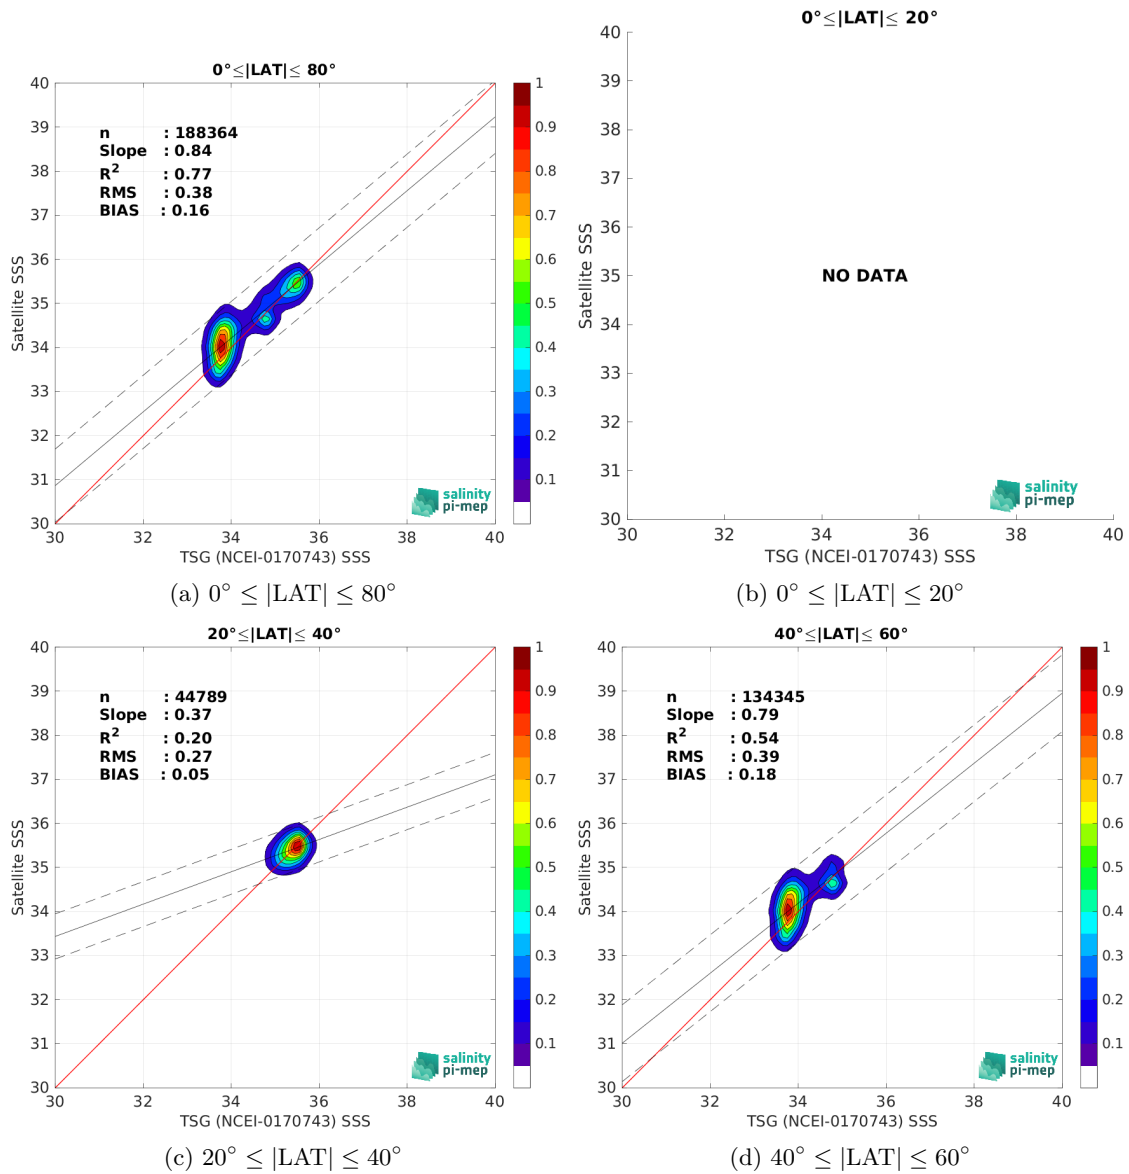 0°≤|LAT|≤ 80°
40
39
38
37
36
35
34
33
32
31
30
Satellite SSS
n : 188364
Slope : 0.84
R² : 0.77
RMS : 0.38
BIAS : 0.16
salinity
pi-mep
30 32 34 36 38 40
TSG (NCEI-0170743) SSS
1
0.9
0.8
0.7
0.6
0.5
0.4
0.3
0.2
0.1
(a) 0° ≤ |LAT| ≤ 80°
0°≤|LAT|≤ 20°
40
39
38
37
36
35
34
33
32
31
30
Satellite SSS
NO DATA
salinity
pi-mep
30 32 34 36 38 40
TSG (NCEI-0170743) SSS
(b) 0° ≤ |LAT| ≤ 20°
20°≤|LAT|≤ 40°
40
39
38
37
36
35
34
33
32
31
30
Satellite SSS
n : 44789
Slope : 0.37
R² : 0.20
RMS : 0.27
BIAS : 0.05
salinity
pi-mep
30 32 34 36 38 40
TSG (NCEI-0170743) SSS
1
0.9
0.8
0.7
0.6
0.5
0.4
0.3
0.2
0.1
(c) 20° ≤ |LAT| ≤ 40°
40°≤|LAT|≤ 60°
40
39
38
37
36
35
34
33
32
31
30
Satellite SSS
n : 134345
Slope : 0.79
R² : 0.54
RMS : 0.39
BIAS : 0.18
salinity
pi-mep
30 32 34 36 38 40
TSG (NCEI-0170743) SSS
1
0.9
0.8
0.7
0.6
0.5
0.4
0.3
0.2
0.1
(d) 40° ≤ |LAT| ≤ 60°